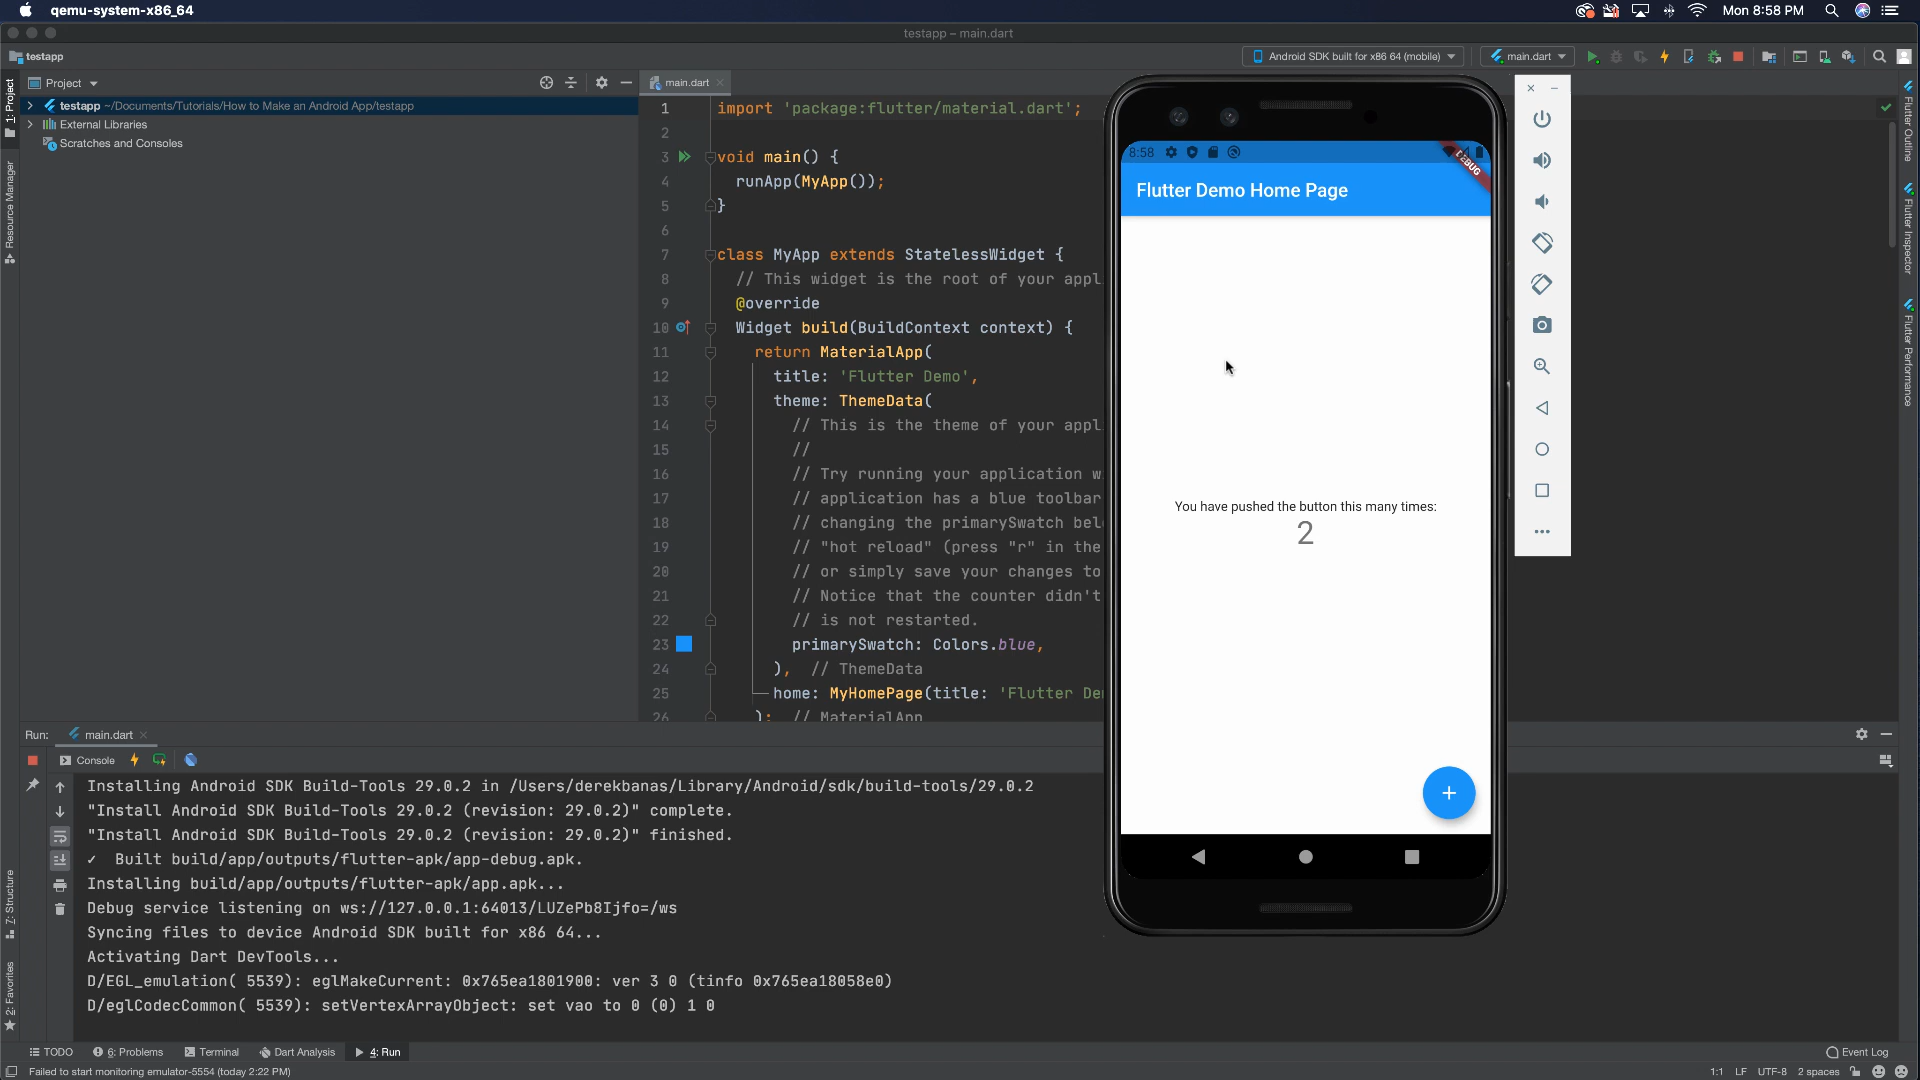 qemu-system-x86_64
Mon 8:58 PM
testapp – main.dart
testapp
Android SDK built for x86 64 (mobile)
main.dart
Project
main.dart
1: Project
Resource Manager
7: Structure
2: Favorites
testapp ~/Documents/Tutorials/How to Make an Android App/testapp
External Libraries
Scratches and Consoles
1 import 'package:flutter/material.dart';
2
3 void main() {
4 runApp(MyApp());
5 }
6
7 class MyApp extends StatelessWidget {
8 // This widget is the root of your appl
9 @override
10 Widget build(BuildContext context) {
11 return MaterialApp(
12 title: 'Flutter Demo',
13 theme: ThemeData(
14 // This is the theme of your appl
15 //
16 // Try running your application w
17 // application has a blue toolbar
18 // changing the primarySwatch bel
19 // "hot reload" (press "r" in the
20 // or simply save your changes to
21 // Notice that the counter didn't
22 // is not restarted.
23 primarySwatch: Colors.blue,
24 ), // ThemeData
25 home: MyHomePage(title: 'Flutter De
26 ); // MaterialApp
8:58
DEBUG
Flutter Demo Home Page
You have pushed the button this many times:
2
+
Flutter Outline
Flutter Inspector
Flutter Performance
Run: main.dart
Console
Installing Android SDK Build-Tools 29.0.2 in /Users/derekbanas/Library/Android/sdk/build-tools/29.0.2
"Install Android SDK Build-Tools 29.0.2 (revision: 29.0.2)" complete.
"Install Android SDK Build-Tools 29.0.2 (revision: 29.0.2)" finished.
✓ Built build/app/outputs/flutter-apk/app-debug.apk.
Installing build/app/outputs/flutter-apk/app.apk...
Debug service listening on ws://127.0.0.1:64013/LUZePb8Ijfo=/ws
Syncing files to device Android SDK built for x86 64...
Activating Dart DevTools...
D/EGL_emulation( 5539): eglMakeCurrent: 0x765ea1801900: ver 3 0 (tinfo 0x765ea18058e0)
D/eglCodecCommon( 5539): setVertexArrayObject: set vao to 0 (0) 1 0
TODO
6: Problems
Terminal
Dart Analysis
4: Run
Event Log
Failed to start monitoring emulator-5554 (today 2:22 PM)
1:1 LF UTF-8 2 spaces